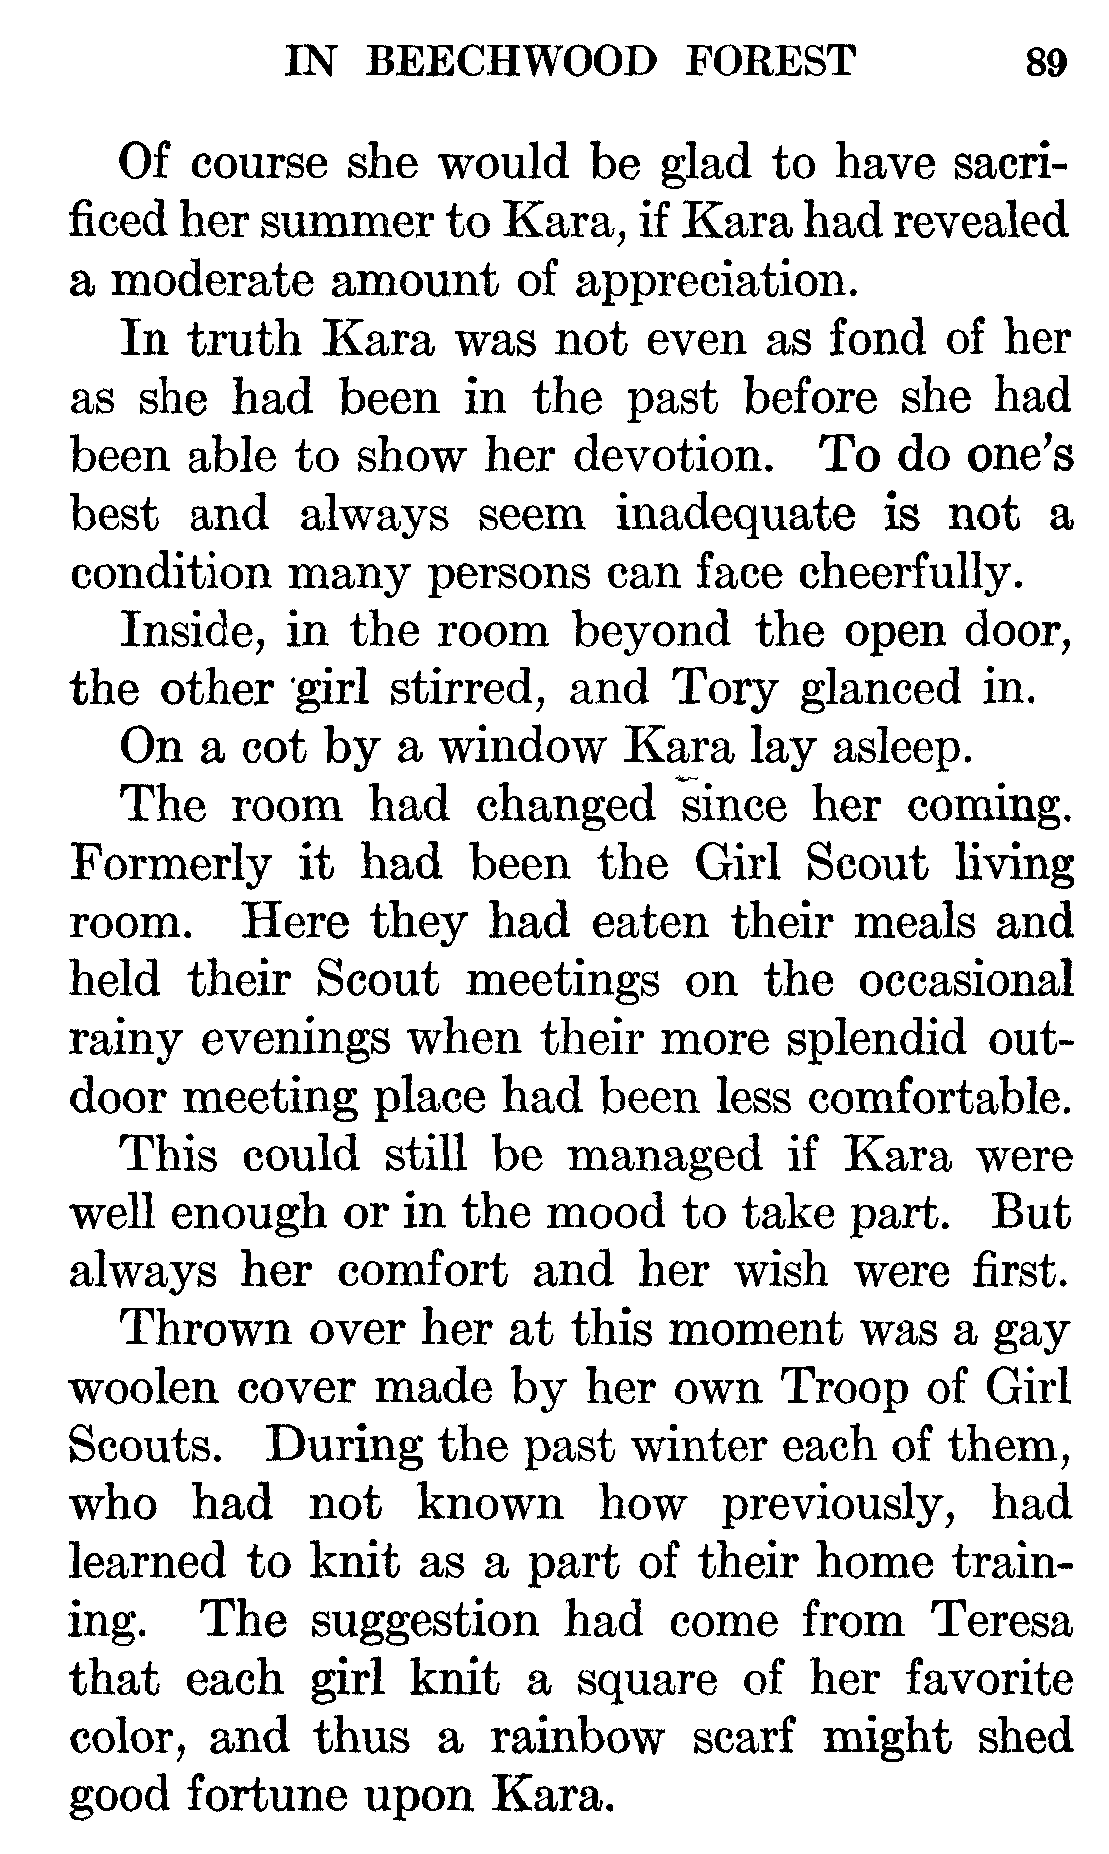 IN BEECHWOOD FOREST 89
Of course she would be glad to have sacri-
ficed her summer to Kara, if Kara had revealed
a moderate amount of appreciation.
In truth Kara was not even as fond of her
as she had been in the past before she had
been able to show her devotion. To do one's
best and always seem inadequate is not a
condition many persons can face cheerfully.
Inside, in the room beyond the open door,
the other girl stirred, and Tory glanced in.
On a cot by a window Kara lay asleep.
The room had changed since her coming.
Formerly it had been the Girl Scout living
room. Here they had eaten their meals and
held their Scout meetings on the occasional
rainy evenings when their more splendid out-
door meeting place had been less comfortable.
This could still be managed if Kara were
well enough or in the mood to take part. But
always her comfort and her wish were first.
Thrown over her at this moment was a gay
woolen cover made by her own Troop of Girl
Scouts. During the past winter each of them,
who had not known how previously, had
learned to knit as a part of their home train-
ing. The suggestion had come from Teresa
that each girl knit a square of her favorite
color, and thus a rainbow scarf might shed
good fortune upon Kara.